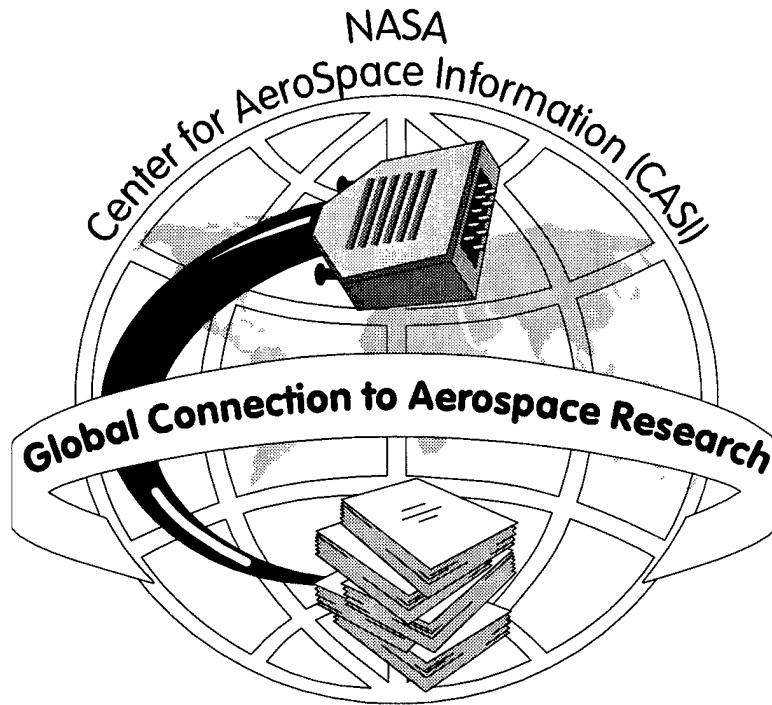 NASA
Center for AeroSpace Information (CASI)
Global Connection to Aerospace Research